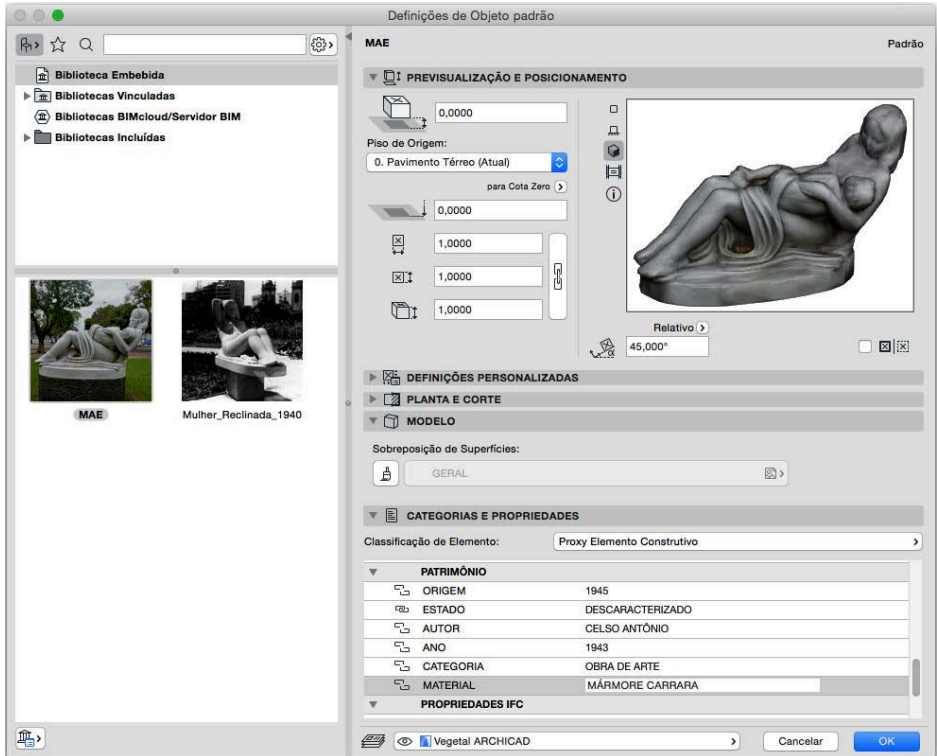 Definições de Objeto padrão
Biblioteca Embebida
Bibliotecas Vinculadas
Bibliotecas BIMcloud/Servidor BIM
Bibliotecas Incluídas
MAE
Mulher_Reclinada_1940
MAE
Padrão
PREVISUALIZAÇÃO E POSICIONAMENTO
0,0000
Piso de Origem:
0. Pavimento Térreo (Atual)
para Cota Zero
0,0000
1,0000
1,0000
1,0000
Relativo
α
45,000°
DEFINIÇÕES PERSONALIZADAS
PLANTA E CORTE
MODELO
Sobreposição de Superfícies:
GERAL
CATEGORIAS E PROPRIEDADES
Classificação de Elemento: Proxy Elemento Construtivo
PATRIMÔNIO
ORIGEM 1945
ESTADO DESCARACTERIZADO
AUTOR CELSO ANTÔNIO
ANO 1943
CATEGORIA OBRA DE ARTE
MATERIAL MÁRMORE CARRARA
PROPRIEDADES IFC
Vegetal ARCHICAD
Cancelar
OK